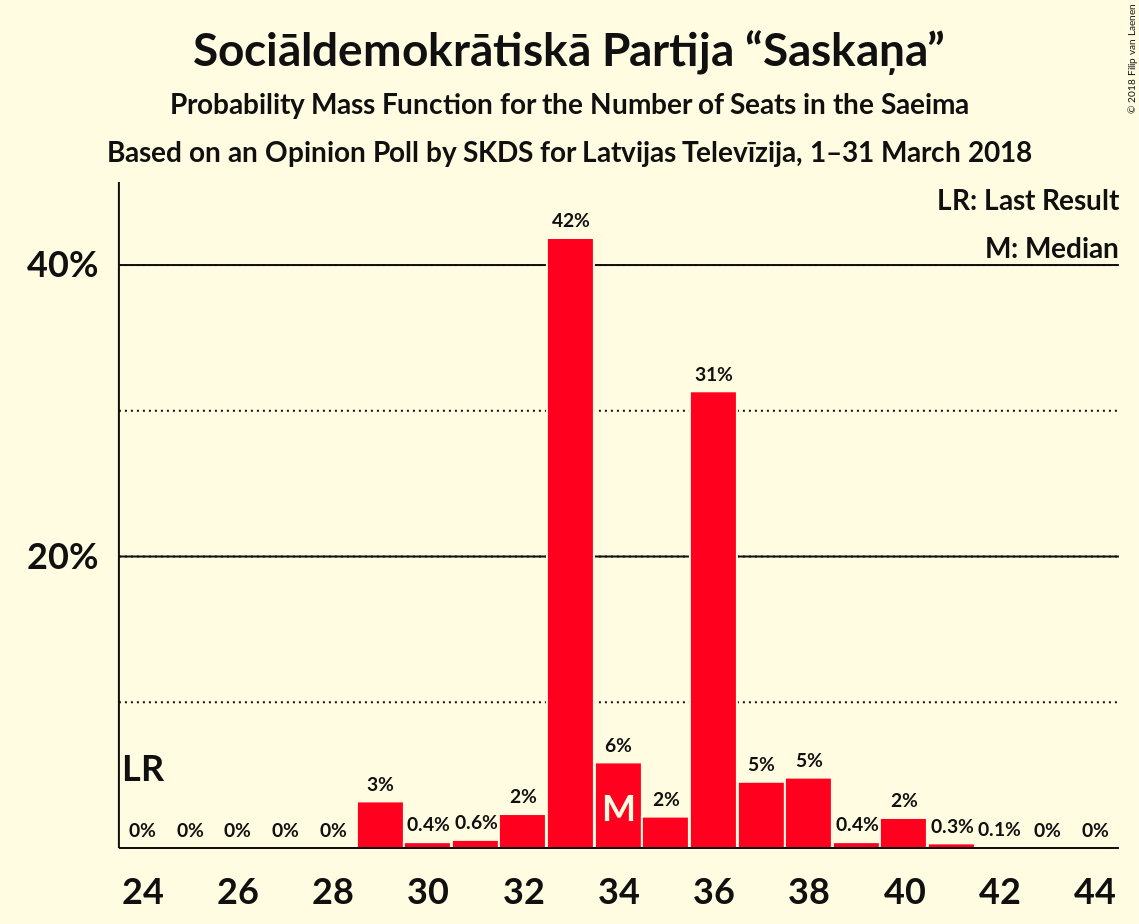 Sociāldemokrātiskā Partija “Saskaņa”
Probability Mass Function for the Number of Seats in the Saeima
Based on an Opinion Poll by SKDS for Latvijas Televīzija, 1–31 March 2018
© 2018 Filip van Laenen
LR: Last Result
M: Median
40%
20%
LR
M
0%
0%
0%
0%
0%
3%
0.4%
0.6%
2%
42%
6%
2%
31%
5%
5%
0.4%
2%
0.3%
0.1%
0%
0%
24 26 28 30 32 34 36 38 40 42 44